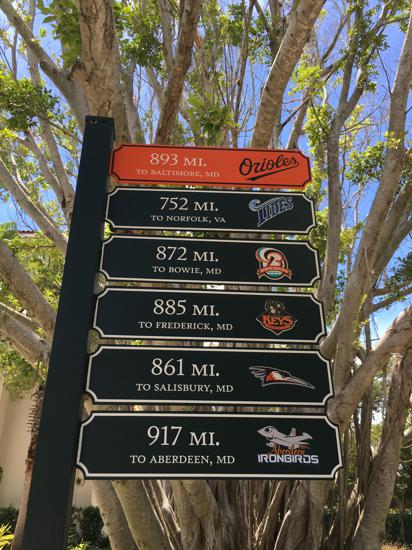 893 MI. Orioles
TO BALTIMORE, MD
752 MI. TIDES
TO NORFOLK, VA
872 MI.
TO BOWIE, MD
885 MI. KEYS
TO FREDERICK, MD
861 MI.
TO SALISBURY, MD
917 MI. Aberdeen
TO ABERDEEN, MD IRONBIRDS